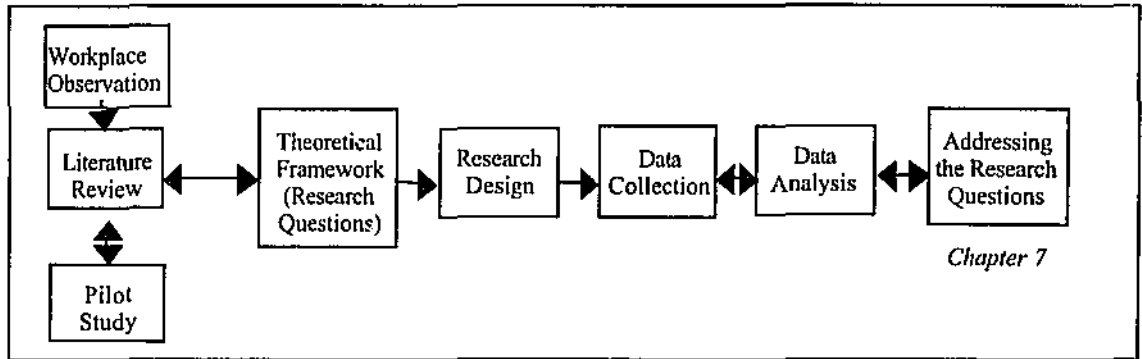 Workplace
Observation
Literature
Review
Pilot
Study
Theoretical
Framework
(Research
Questions)
Research
Design
Data
Collection
Data
Analysis
Addressing
the Research
Questions
Chapter 7